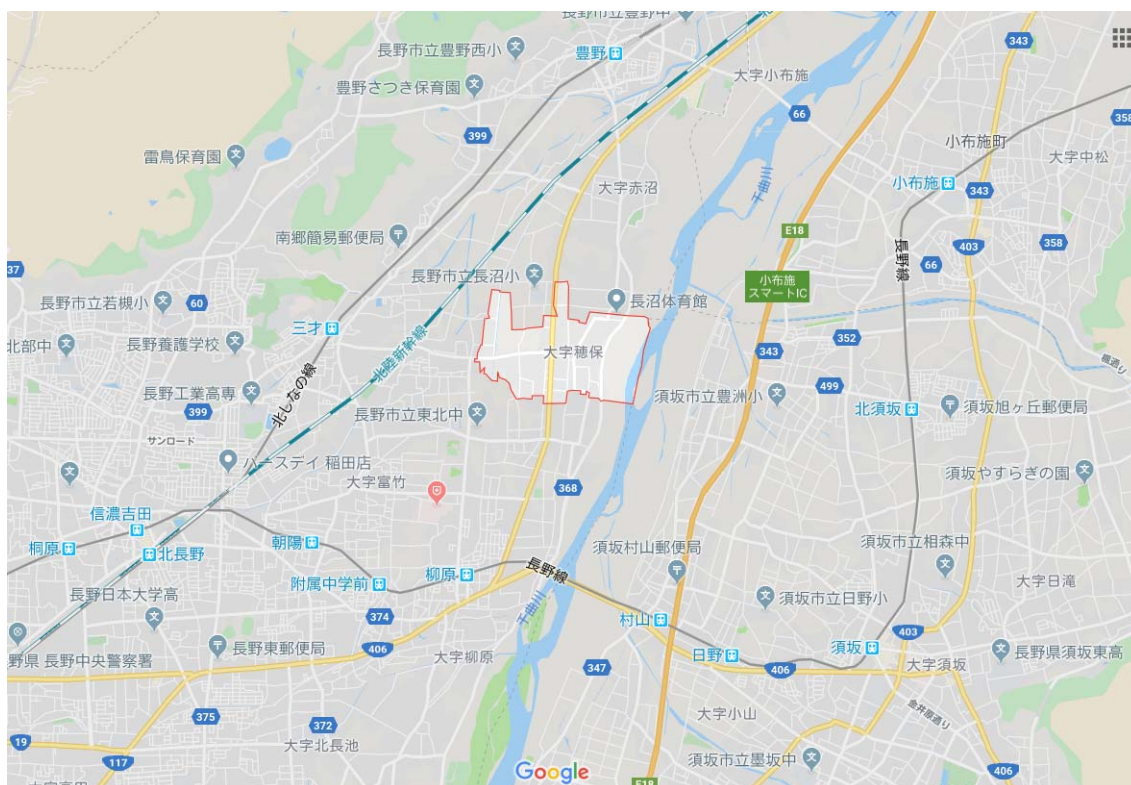 長野市立豊野中
343
長野市立豊野西小
豊野
大字小布施
豊野さつき保育園
66
358
399
小布施町
雷鳥保育園
大字中松
大字赤沼
小布施
343
千曲川
南郷簡易郵便局
E18
長野線
403
358
37
長野市立長沼小
66
小布施
スマートIC
長野市立若槻小
60
長沼体育館
三才
北陸新幹線
352
北部中
長野養護学校
大字穂保
343
長野工業高専
499
須坂市立豊洲小
399
北しなの線
長野市立東北中
北須坂
須坂旭ヶ丘郵便局
サンロード
ハースデイ 稲田店
大字富竹
368
須坂やすらぎの園
信濃吉田
桐原
北長野
朝陽
須坂村山郵便局
須坂市立相森中
附属中学前
柳原
長野線
大字日滝
長野日本大学高
千曲川
須坂市立日野小
374
村山
403
野県 長野中央警察署
長野東郵便局
406
大字柳原
347
日野
須坂
大字須坂
長野県須坂東高
406
375
372
大字小山
金井原通り
19
大字北長池
117
須坂市立墨坂中
406
Google
E18